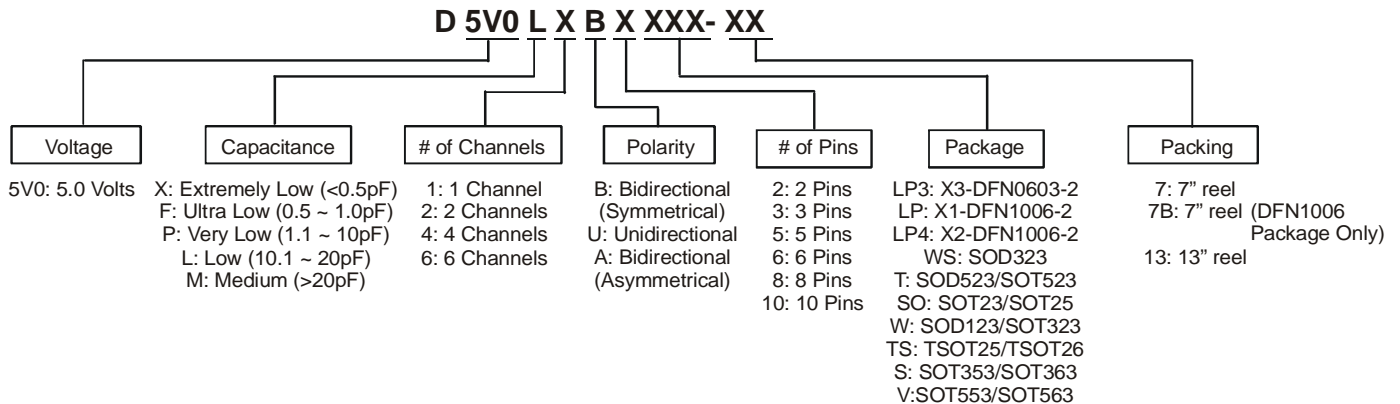 D 5V0 L X B X XXX- XX
Voltage
5V0: 5.0 Volts
Capacitance
X: Extremely Low (<0.5pF)
F: Ultra Low (0.5 ~ 1.0pF)
P: Very Low (1.1 ~ 10pF)
L: Low (10.1 ~ 20pF)
M: Medium (>20pF)
# of Channels
1: 1 Channel
2: 2 Channels
4: 4 Channels
6: 6 Channels
Polarity
B: Bidirectional
(Symmetrical)
U: Unidirectional
A: Bidirectional
(Asymmetrical)
# of Pins
2: 2 Pins
3: 3 Pins
5: 5 Pins
6: 6 Pins
8: 8 Pins
10: 10 Pins
Package
LP3: X3-DFN0603-2
LP: X1-DFN1006-2
LP4: X2-DFN1006-2
WS: SOD323
T: SOD523/SOT523
SO: SOT23/SOT25
W: SOD123/SOT323
TS: TSOT25/TSOT26
S: SOT353/SOT363
V:SOT553/SOT563
Packing
7: 7” reel
7B: 7” reel (DFN1006
Package Only)
13: 13” reel